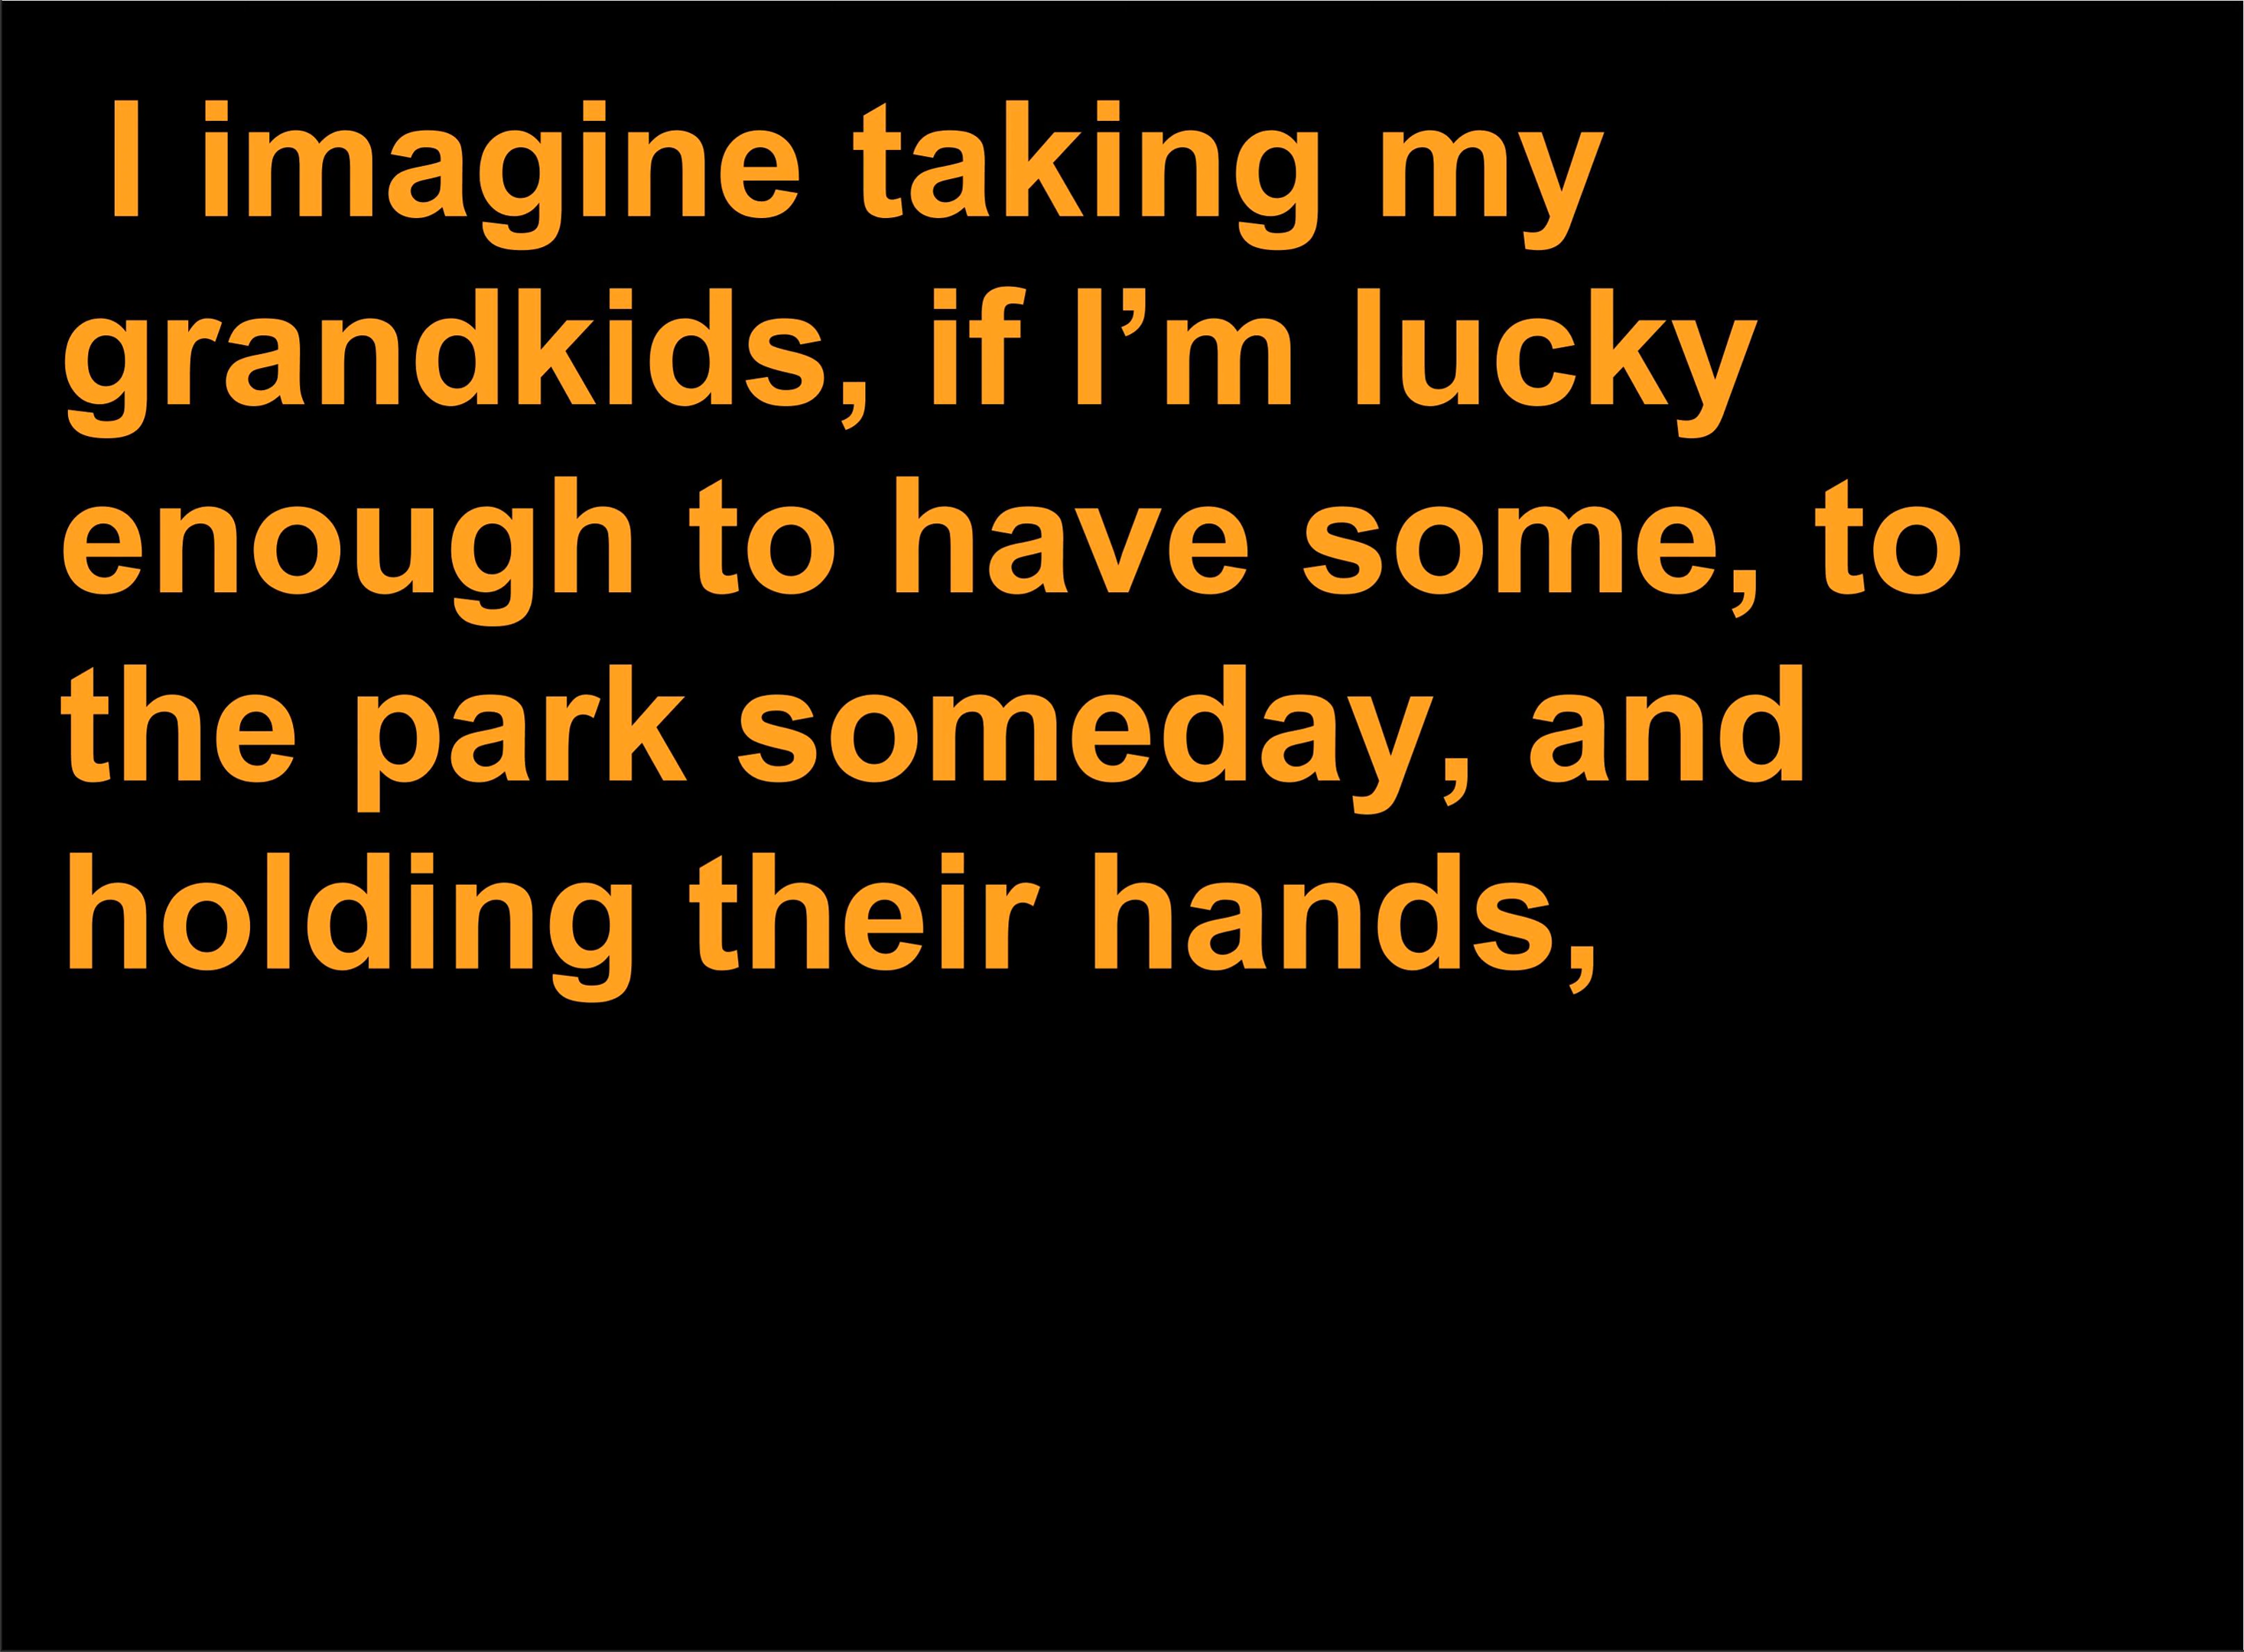 I imagine taking my
grandkids, if I’m lucky
enough to have some, to
the park someday, and
holding their hands,